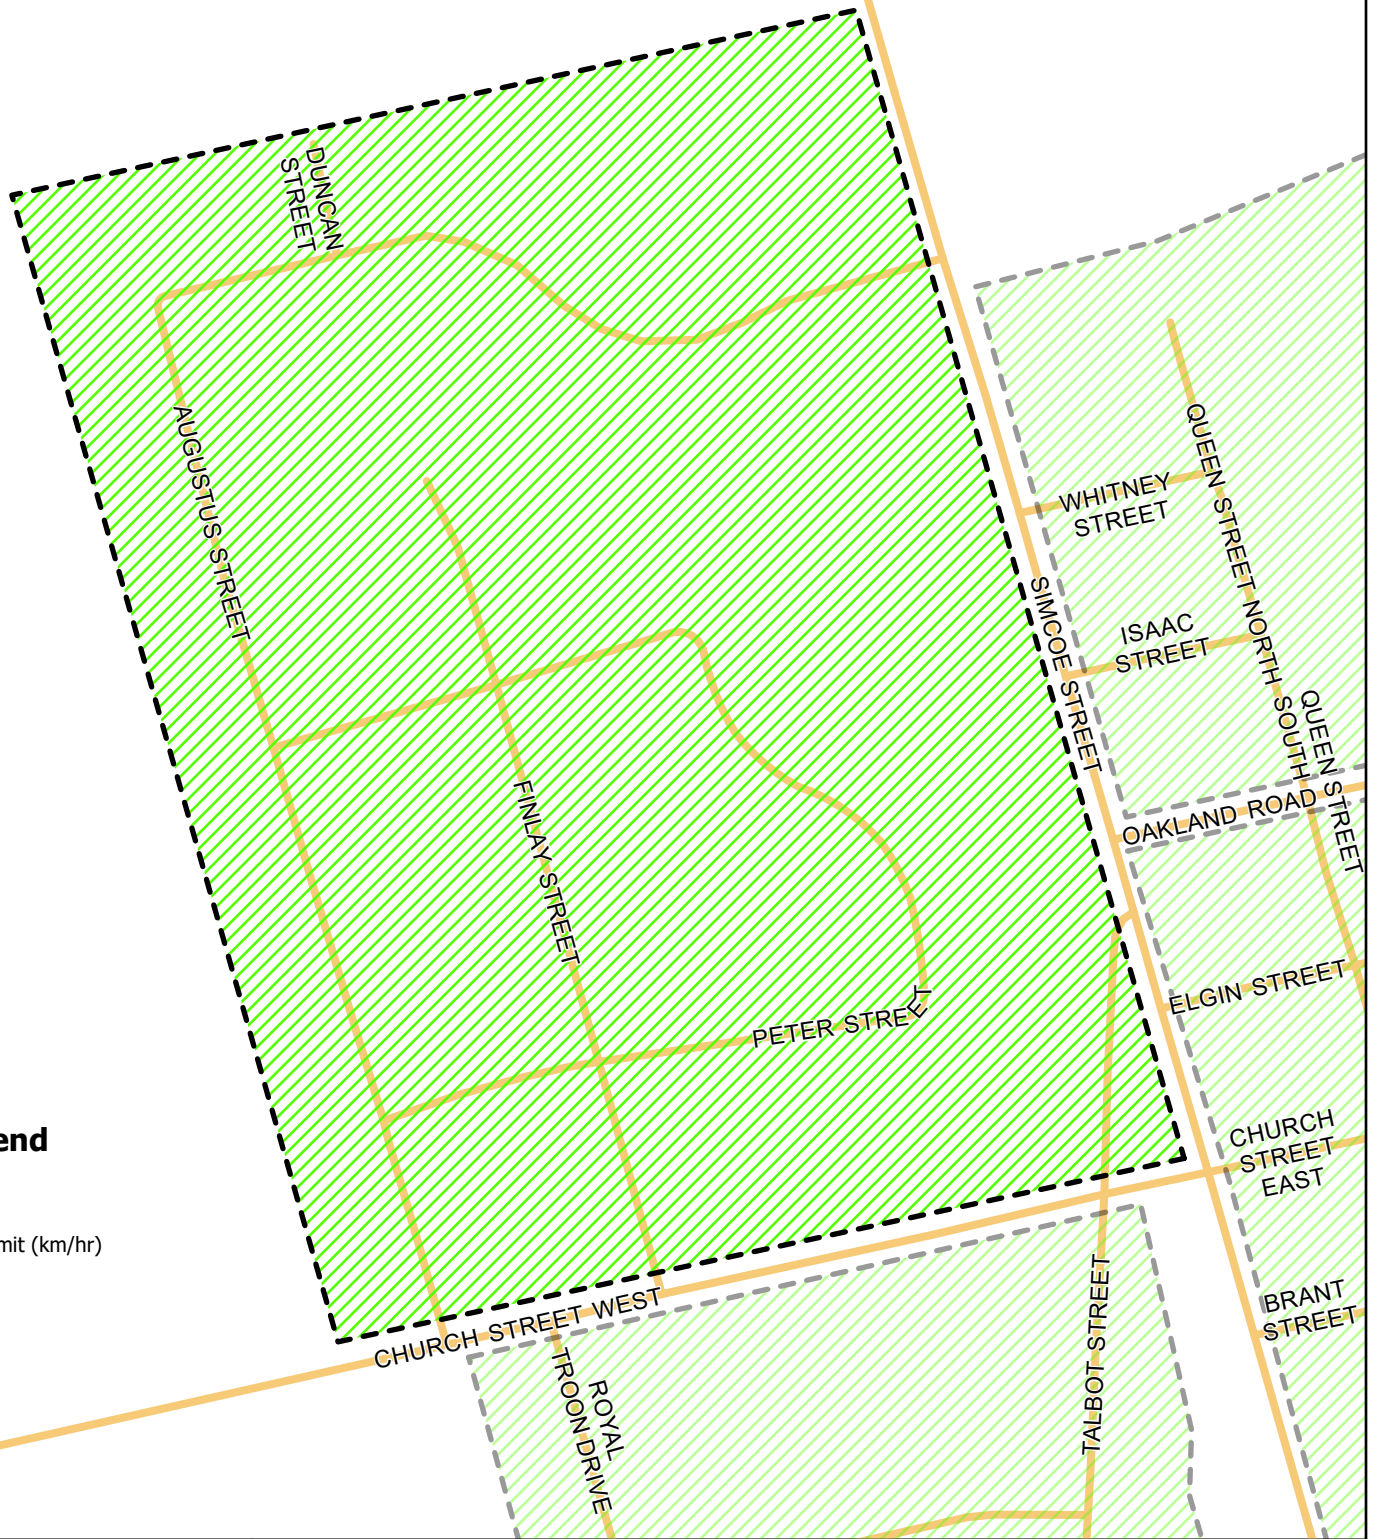 DUNCAN
STREET
AUGUSTUS STREET
QUEEN STREET NORTH
WHITNEY
STREET
SIMCOE STREET
ISAAC
STREET
QUEEN STREET
SOUTH
OAKLAND ROAD
FINLAY STREET
PETER STREET
ELGIN STREET
CHURCH
STREET
EAST
end
mit (km/hr)
CHURCH STREET WEST
TALBOT STREET
BRANT
STREET
ROYAL
TROON DRIVE